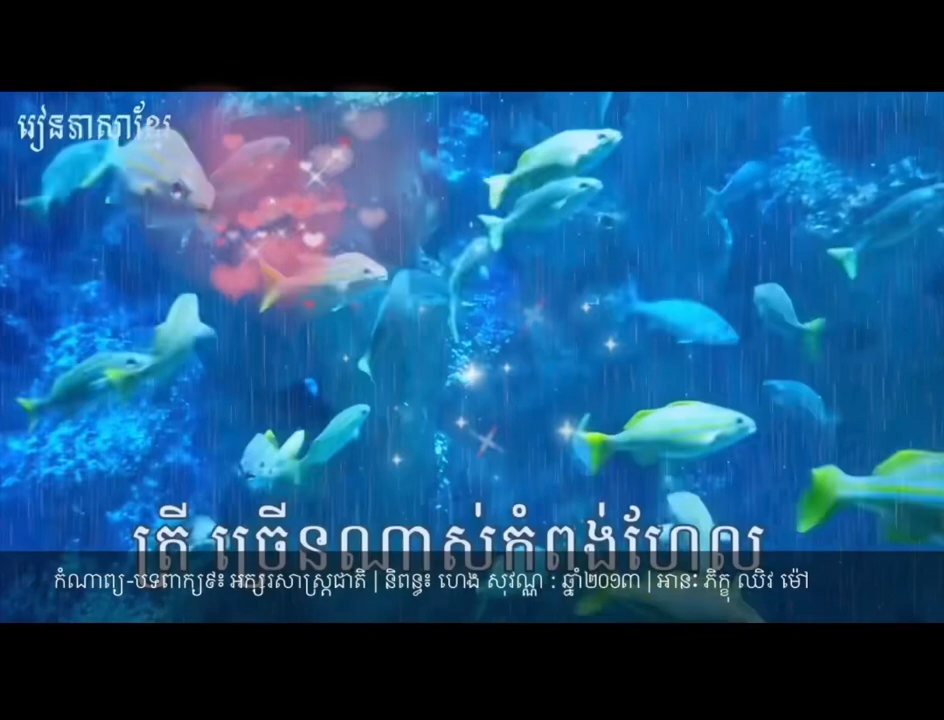 រៀនភាសាខ្មែរ
ត្រី ច្រើនណាស់កំពង់ហែល
កំណាព្យ-បទពាក្យ៩៖ អក្សរសាស្ត្រជាតិ | និពន្ធ៖ ហេង សុវណ្ណ : ឆ្នាំ២០១៣ | អាន: ភិក្ខុ ឈិវ ម៉ៅ